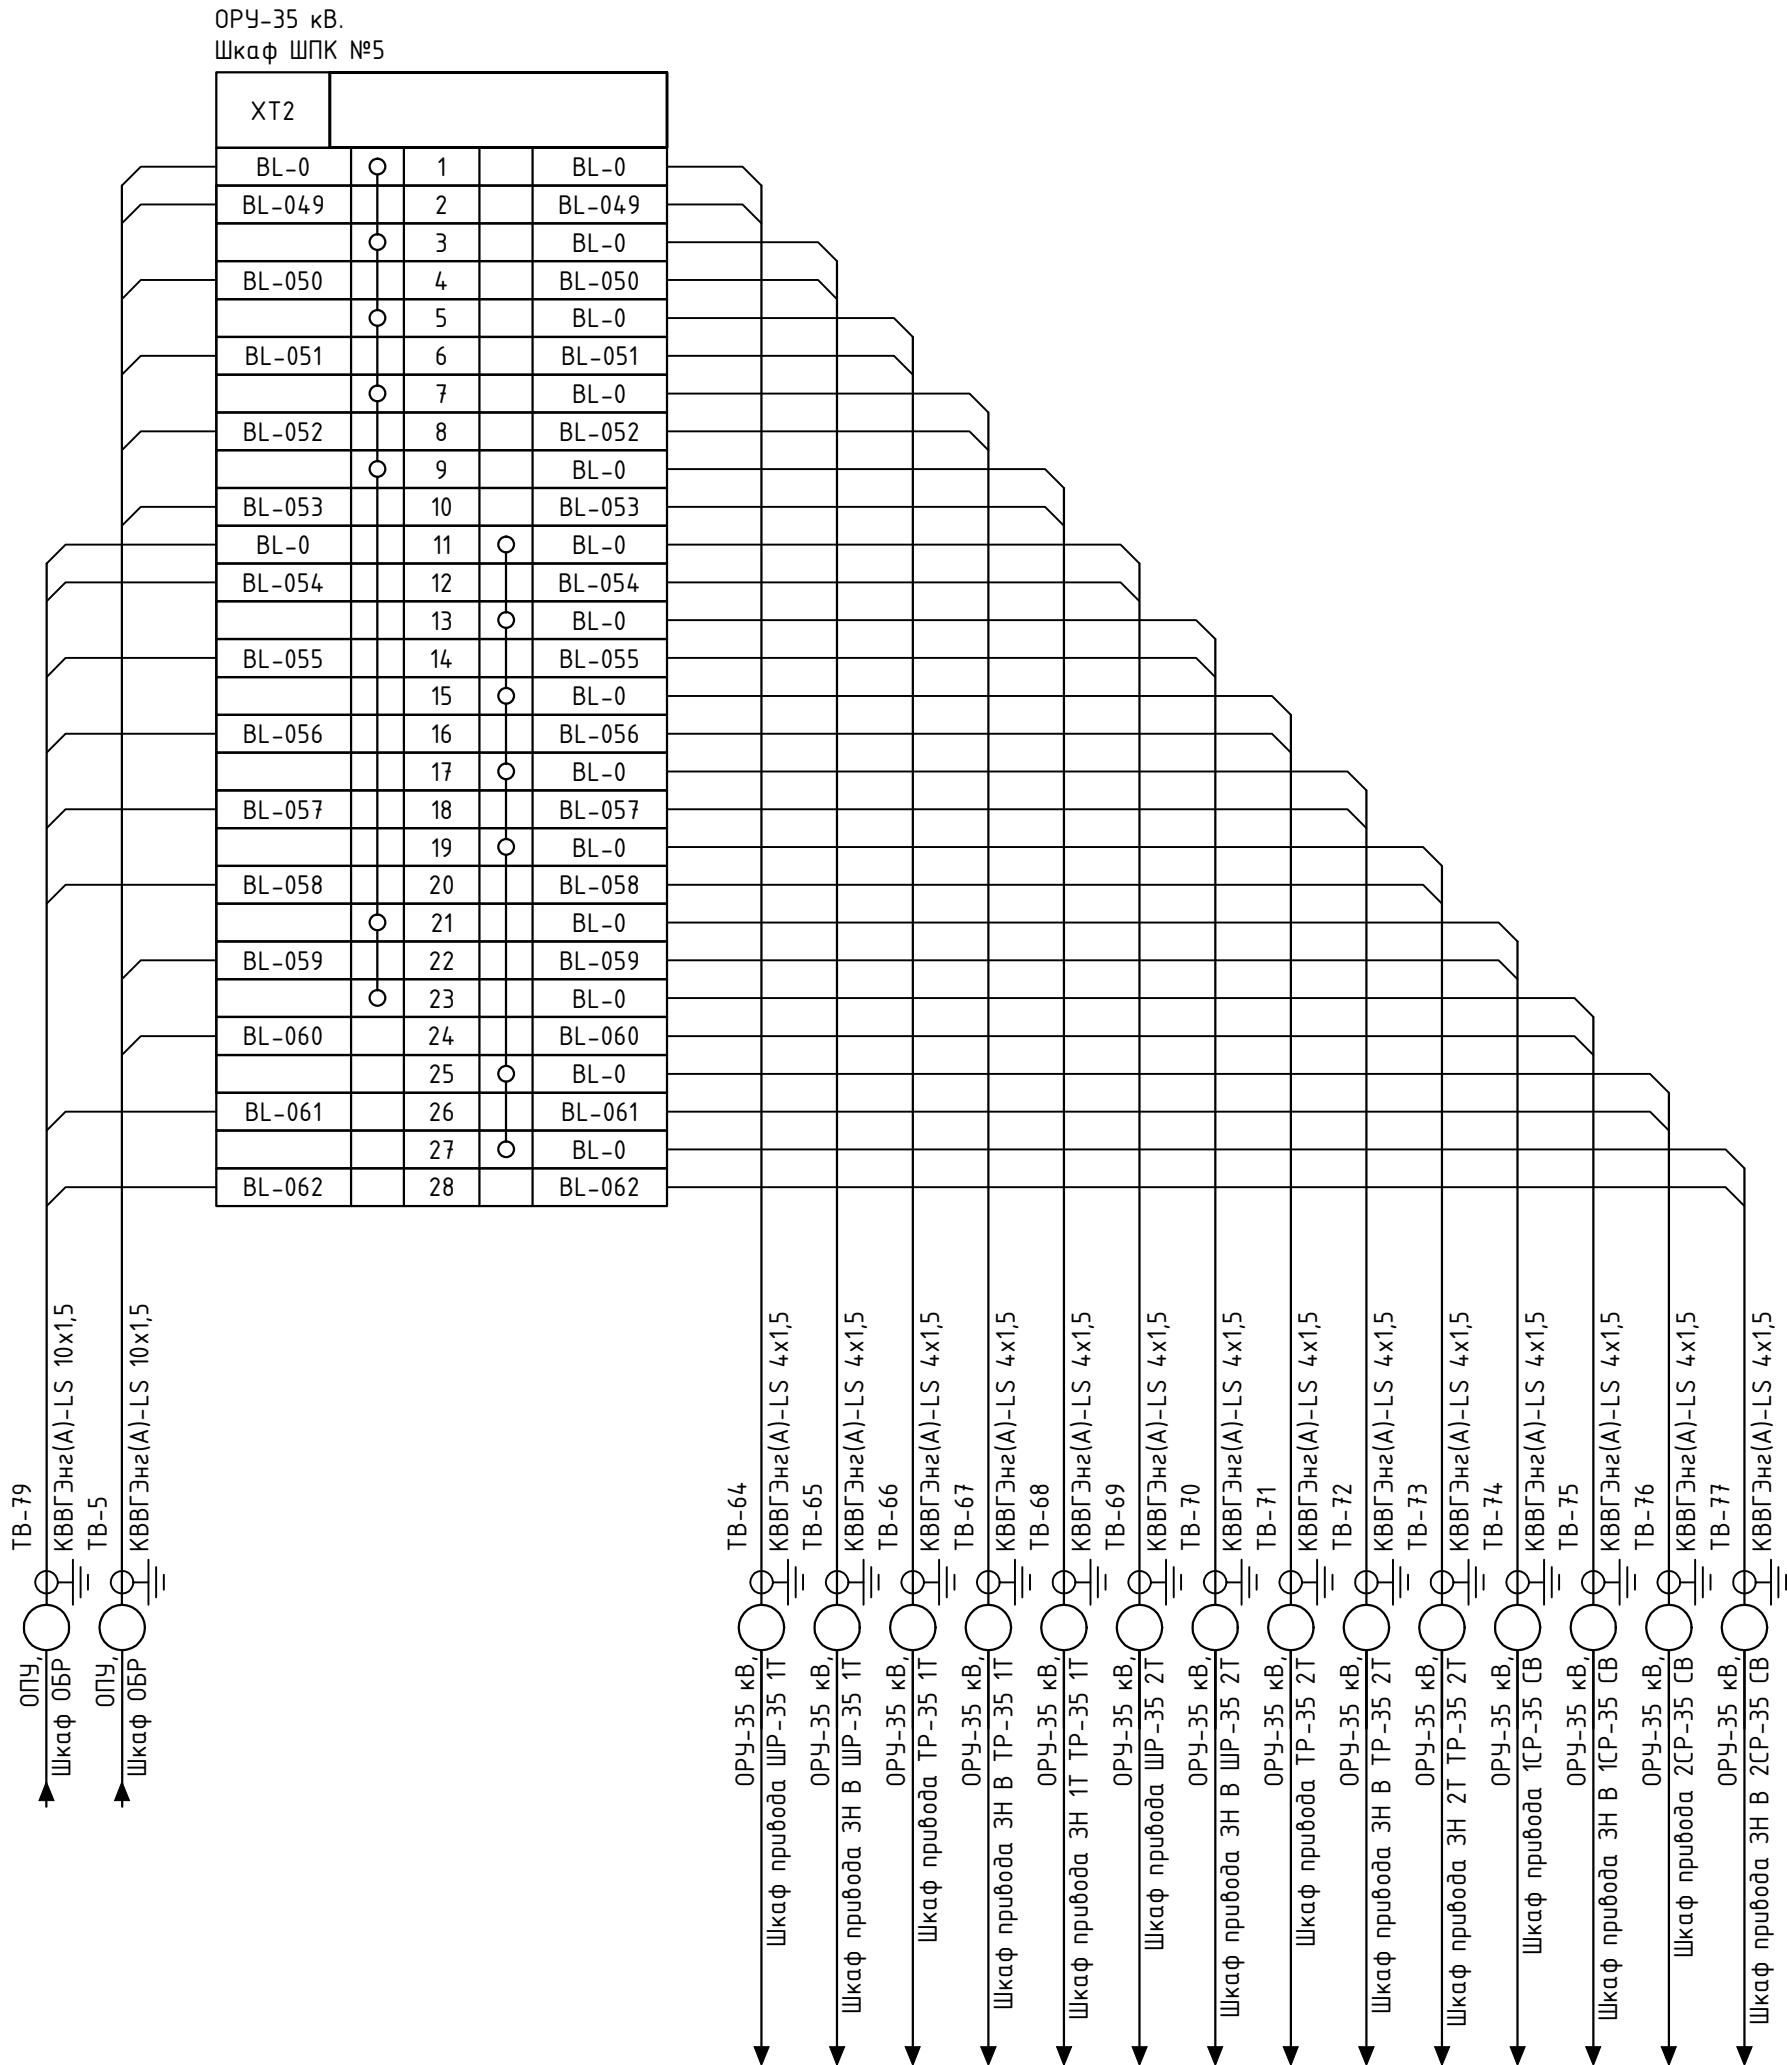 ОРУ-35 кВ.
Шкаф ШПК №5
XT2
BL-0 1 BL-0
BL-049 2 BL-049
3 BL-0
BL-050 4 BL-050
5 BL-0
BL-051 6 BL-051
7 BL-0
BL-052 8 BL-052
9 BL-0
BL-053 10 BL-053
BL-0 11 BL-0
BL-054 12 BL-054
13 BL-0
BL-055 14 BL-055
15 BL-0
BL-056 16 BL-056
17 BL-0
BL-057 18 BL-057
19 BL-0
BL-058 20 BL-058
21 BL-0
BL-059 22 BL-059
23 BL-0
BL-060 24 BL-060
25 BL-0
BL-061 26 BL-061
27 BL-0
BL-062 28 BL-062
ТВ-79
КВВГЭнг(А)-LS 10х1,5
ОПУ,
Шкаф ОБР
ТВ-5
КВВГЭнг(А)-LS 10х1,5
ОПУ,
Шкаф ОБР
ТВ-64
КВВГЭнг(А)-LS 4х1,5
ОРУ-35 кВ,
Шкаф привода ШР-35 1Т
ТВ-65
КВВГЭнг(А)-LS 4х1,5
ОРУ-35 кВ,
Шкаф привода ЗН В ШР-35 1Т
ТВ-66
КВВГЭнг(А)-LS 4х1,5
ОРУ-35 кВ,
Шкаф привода ТР-35 1Т
ТВ-67
КВВГЭнг(А)-LS 4х1,5
ОРУ-35 кВ,
Шкаф привода ЗН В ТР-35 1Т
ТВ-68
КВВГЭнг(А)-LS 4х1,5
ОРУ-35 кВ,
Шкаф привода ЗН 1Т ТР-35 1Т
ТВ-69
КВВГЭнг(А)-LS 4х1,5
ОРУ-35 кВ,
Шкаф привода ШР-35 2Т
ТВ-70
КВВГЭнг(А)-LS 4х1,5
ОРУ-35 кВ,
Шкаф привода ЗН В ШР-35 2Т
ТВ-71
КВВГЭнг(А)-LS 4х1,5
ОРУ-35 кВ,
Шкаф привода ТР-35 2Т
ТВ-72
КВВГЭнг(А)-LS 4х1,5
ОРУ-35 кВ,
Шкаф привода ЗН В ТР-35 2Т
ТВ-73
КВВГЭнг(А)-LS 4х1,5
ОРУ-35 кВ,
Шкаф привода ЗН 2Т ТР-35 2Т
ТВ-74
КВВГЭнг(А)-LS 4х1,5
ОРУ-35 кВ,
Шкаф привода 1СР-35 СВ
ТВ-75
КВВГЭнг(А)-LS 4х1,5
ОРУ-35 кВ,
Шкаф привода ЗН В 1СР-35 СВ
ТВ-76
КВВГЭнг(А)-LS 4х1,5
ОРУ-35 кВ,
Шкаф привода 2СР-35 СВ
ТВ-77
КВВГЭнг(А)-LS 4х1,5
ОРУ-35 кВ,
Шкаф привода ЗН В 2СР-35 СВ